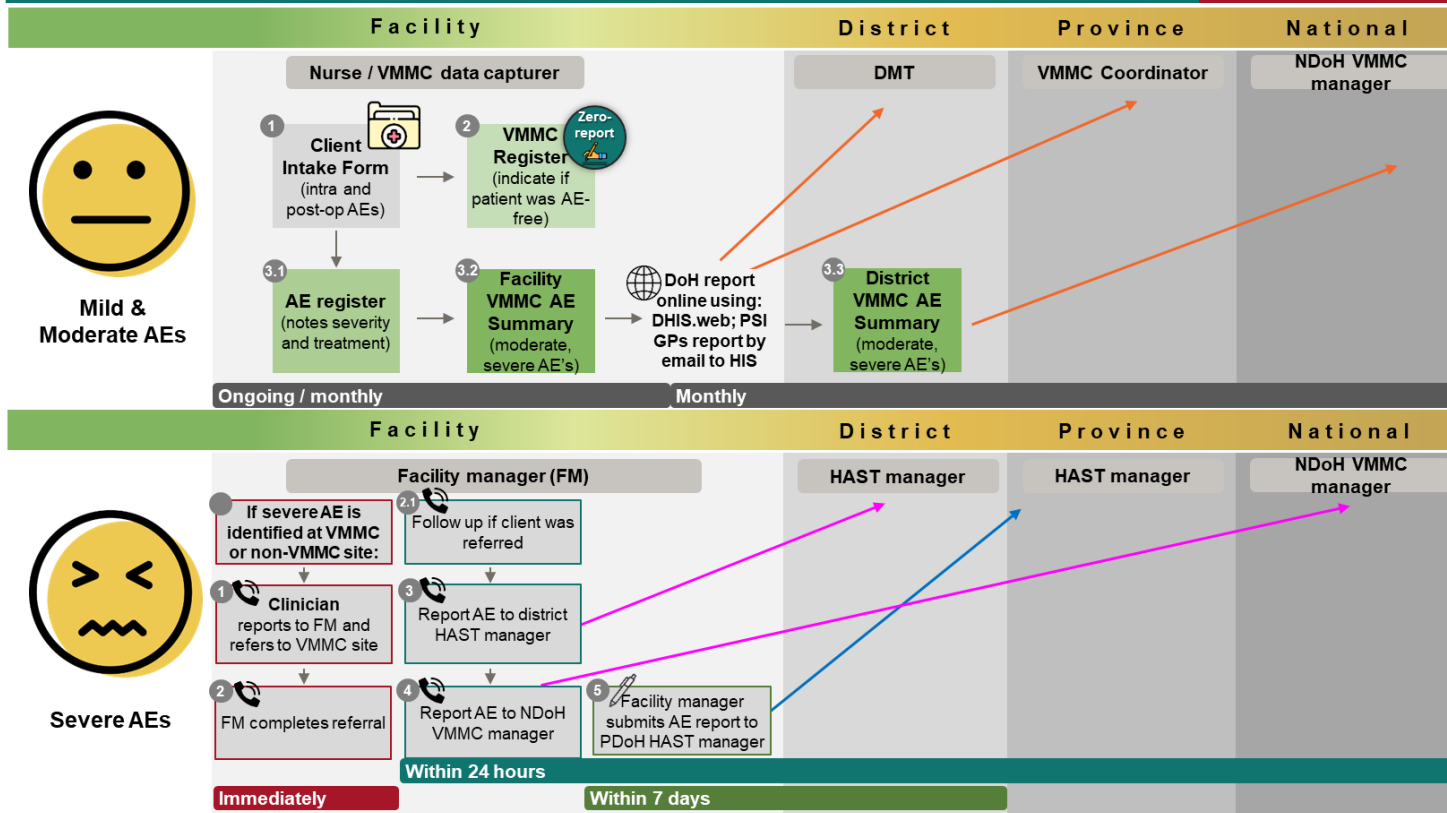 Facility
District
Province
National
Nurse / VMMC data capturer
DMT
VMMC Coordinator
NDoH VMMC
manager
1
Client
Intake Form
(intra and
post-op AEs)
2
Zero-
report
VMMC
Register
(indicate if
patient was AE-
free)
3.1
AE register
(notes severity
and treatment)
3.2
Facility
VMMC AE
Summary
(moderate,
severe AE's)
DoH report
online using:
DHIS.web; PSI
GPs report by
email to HIS
3.3
District
VMMC AE
Summary
(moderate,
severe AE's)
Mild &
Moderate AEs
Ongoing / monthly
Monthly
Facility
District
Province
National
Facility manager (FM)
HAST manager
HAST manager
NDoH VMMC
manager
If severe AE is
identified at VMMC
or non-VMMC site:
2.1
Follow up if client was
referred
1
Clinician
reports to FM and
refers to VMMC site
3
Report AE to district
HAST manager
2
FM completes referral
4
Report AE to NDoH
VMMC manager
5
Facility manager
submits AE report to
PDoH HAST manager
Severe AEs
Within 24 hours
Immediately
Within 7 days